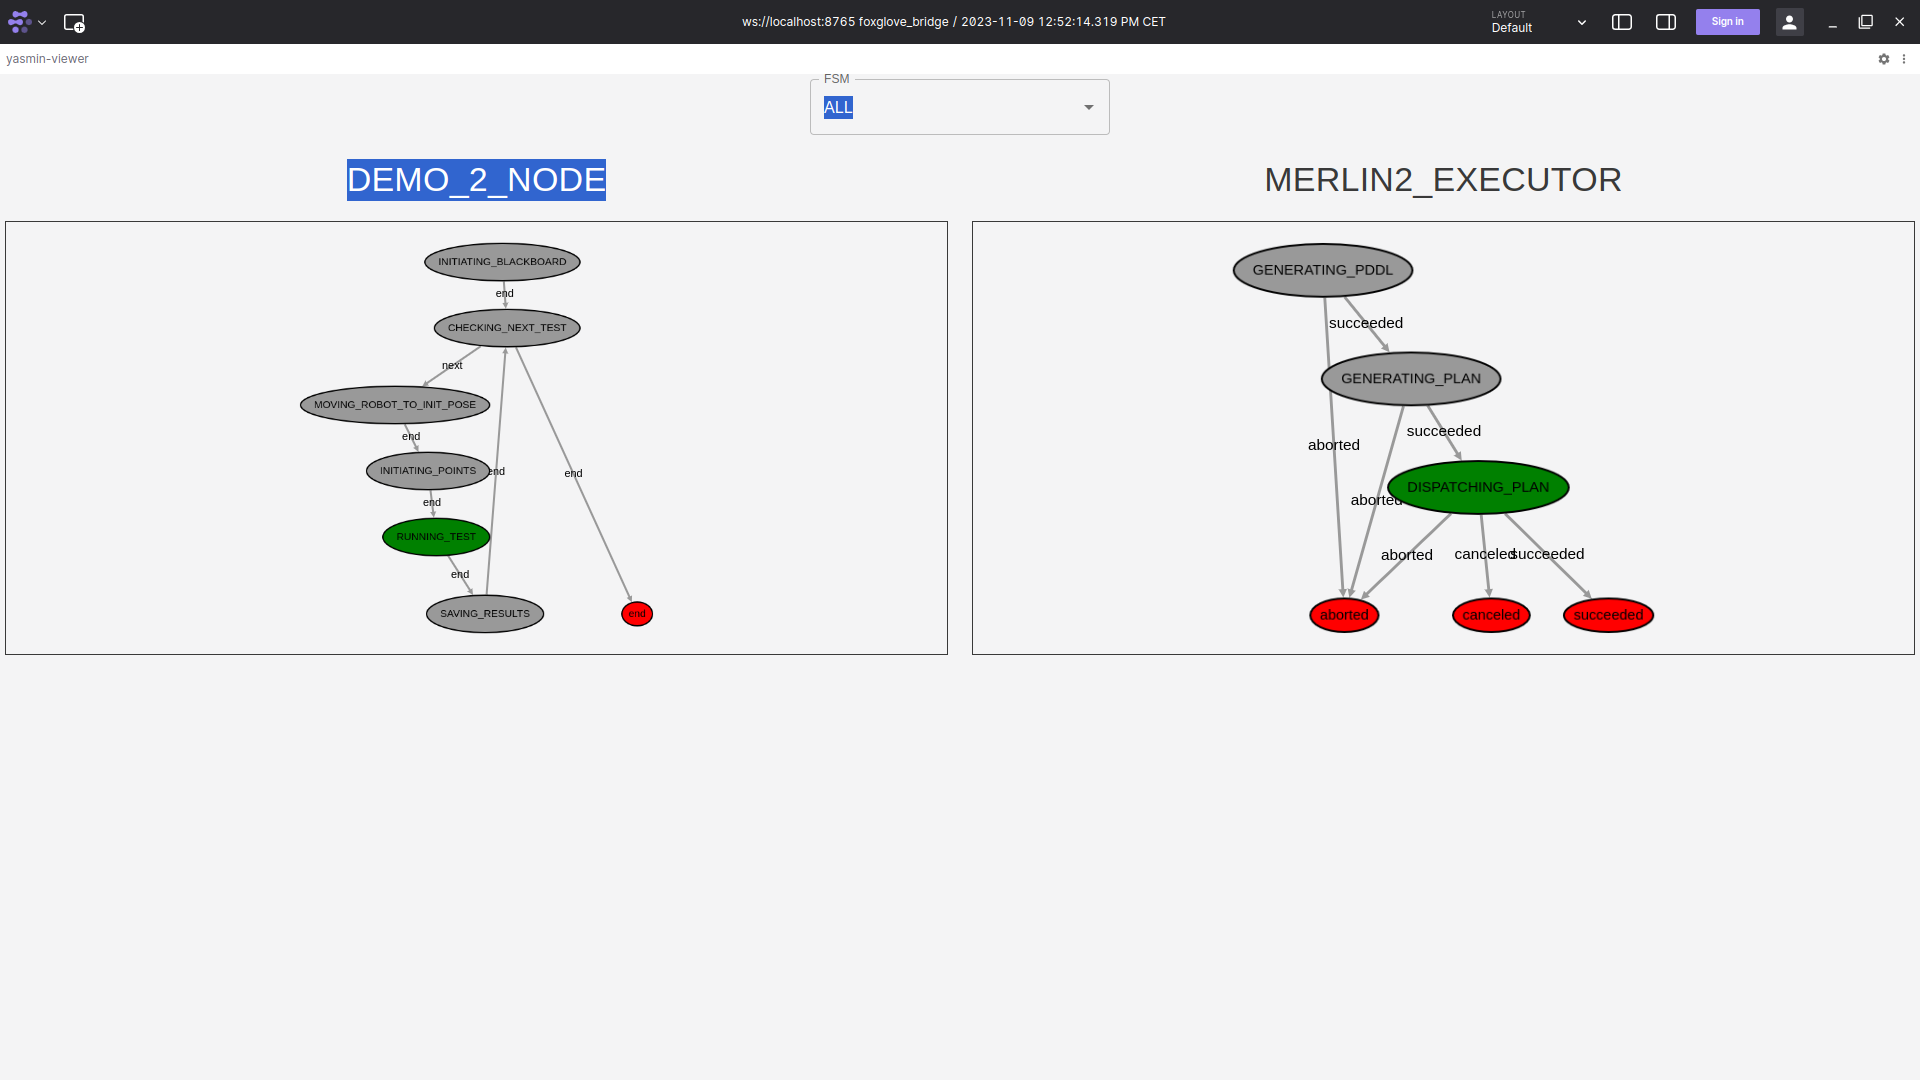 ws://localhost:8765 foxglove_bridge / 2023-11-09 12:52:14.319 PM CET
LAYOUT
Default
Sign in
yasmin-viewer
FSM
ALL
DEMO_2_NODE
INITIATING_BLACKBOARD
end
CHECKING_NEXT_TEST
next
MOVING_ROBOT_TO_INIT_POSE
end
INITIATING_POINTS
end
end
end
RUNNING_TEST
end
SAVING_RESULTS
end
MERLIN2_EXECUTOR
GENERATING_PDDL
succeeded
GENERATING_PLAN
succeeded
aborted
DISPATCHING_PLAN
aborted
aborted
canceled
succeeded
aborted
canceled
succeeded